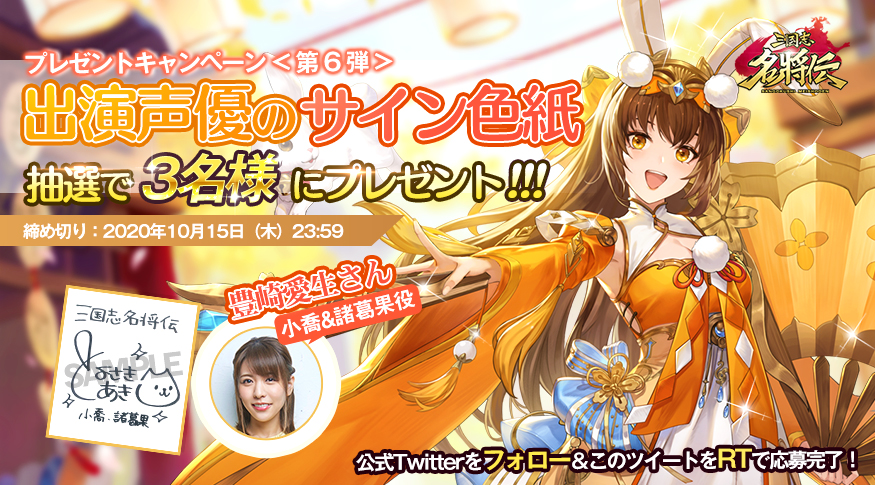 プレゼントキャンペーン＜第６弾＞
三国志
名将伝
SANGOKUSHI MEISHODEN
出演声優のサイン色紙
抽選で３名様にプレゼント!!!
締め切り：2020年10月15日（木）23:59
豊崎愛生さん
小喬&諸葛果役
三国志名将伝
SAMPLE
とよさき
あき
小喬・諸葛果
公式Twitterをフォロー&このツイートをRTで応募完了！